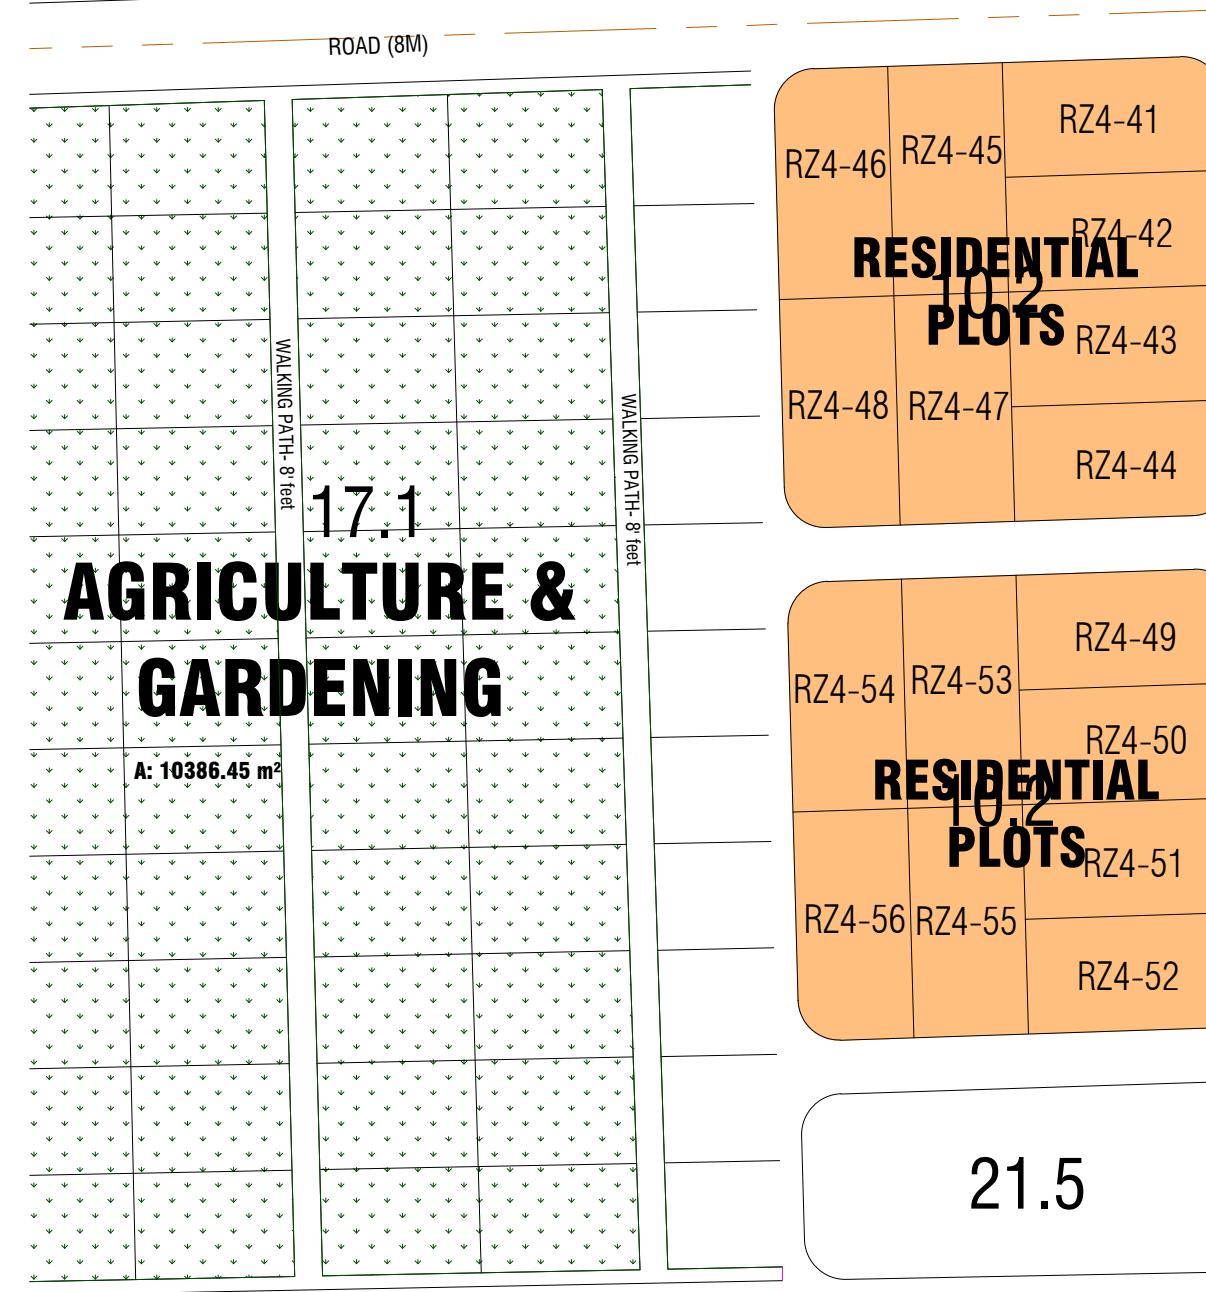 ROAD (8M)
RZ4-46
RZ4-45
RZ4-41
RZ4-42
RESIDENTIAL
10.2
PLOTS
RZ4-43
RZ4-48
RZ4-47
RZ4-44
WALKING PATH- 8' feet
WALKING PATH- 8' feet
17.1
AGRICULTURE &
GARDENING
A: 10386.45 m²
RZ4-54
RZ4-53
RZ4-49
RZ4-50
RESIDENTIAL
10.2
PLOTS
RZ4-51
RZ4-56
RZ4-55
RZ4-52
21.5